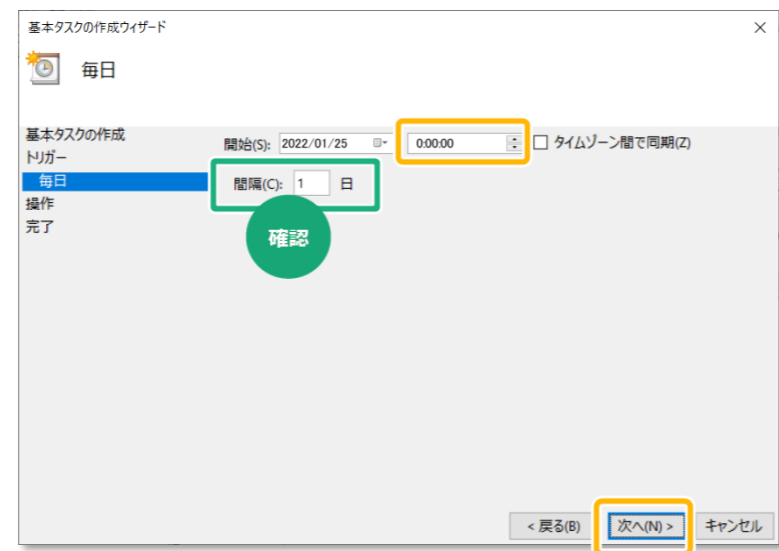 基本タスクの作成ウィザード
毎日
基本タスクの作成
トリガー
毎日
操作
完了
開始(S): 2022/01/25 0:00:00 タイムゾーン間で同期(Z)
間隔(C): 1 日
確認
< 戻る(B) 次へ(N) > キャンセル